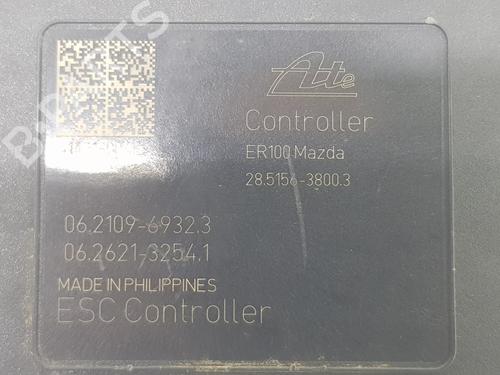 Ate
Controller
ER100 Mazda
28.5156-3800.3
06.2109-6932.3
06.2621-3254.1
MADE IN PHILIPPINES
ESC Controller